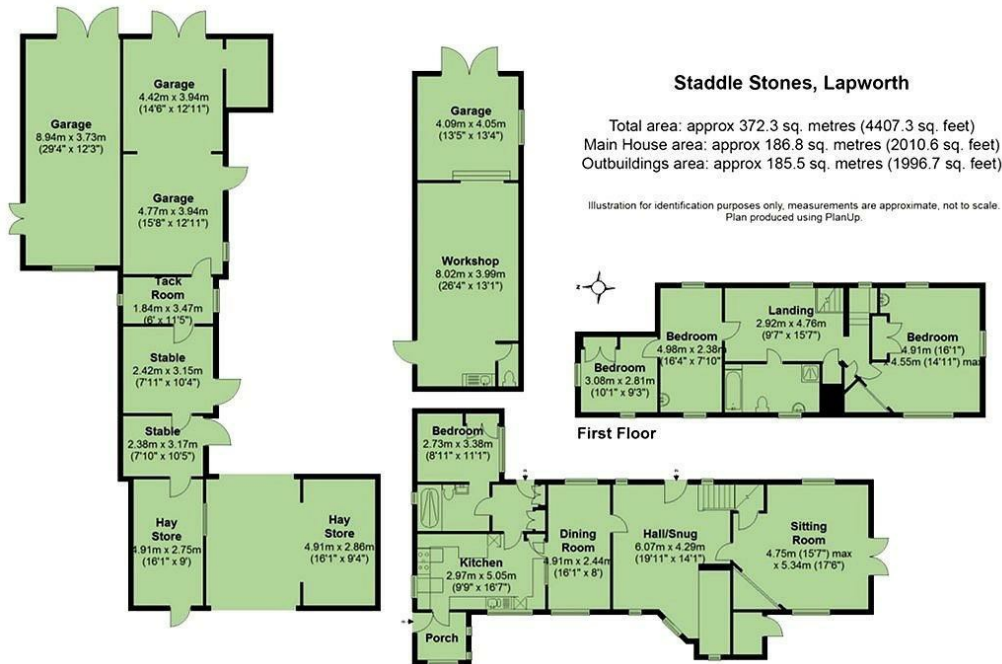 Staddle Stones, Lapworth
Total area: approx 372.3 sq. metres (4407.3 sq. feet)
Main House area: approx 186.8 sq. metres (2010.6 sq. feet)
Outbuildings area: approx 185.5 sq. metres (1996.7 sq. feet)
Illustration for identification purposes only, measurements are approximate, not to scale.
Plan produced using PlanUp.
Garage
8.94m x 3.73m
(29'4" x 12'3")
Garage
4.42m x 3.94m
(14'6" x 12'11")
Garage
4.77m x 3.94m
(15'8" x 12'11")
Tack
Room
1.84m x 3.47m
(6' x 11'5")
Stable
2.42m x 3.15m
(7'11" x 10'4")
Stable
2.38m x 3.17m
(7'10" x 10'5")
Hay
Store
4.91m x 2.75m
(16'1" x 9')
Hay
Store
4.91m x 2.86m
(16'1" x 9'4")
Garage
4.09m x 4.05m
(13'5" x 13'4")
Workshop
8.02m x 3.99m
(26'4" x 13'1")
Bedroom
2.73m x 3.38m
(8'11" x 11'1")
Kitchen
2.97m x 5.05m
(9'9" x 16'7")
Porch
Dining
Room
4.91m x 2.44m
(16'1" x 8')
Hall/Snug
6.07m x 4.29m
(19'11" x 14'1")
Sitting
Room
4.75m (15'7") max
x 5.34m (17'6")
Bedroom
3.08m x 2.81m
(10'1" x 9'3")
Bedroom
4.98m x 2.38m
(16'4" x 7'10")
Landing
2.92m x 4.76m
(9'7" x 15'7")
Bedroom
4.91m (16'1")
x 4.55m (14'11") max
First Floor